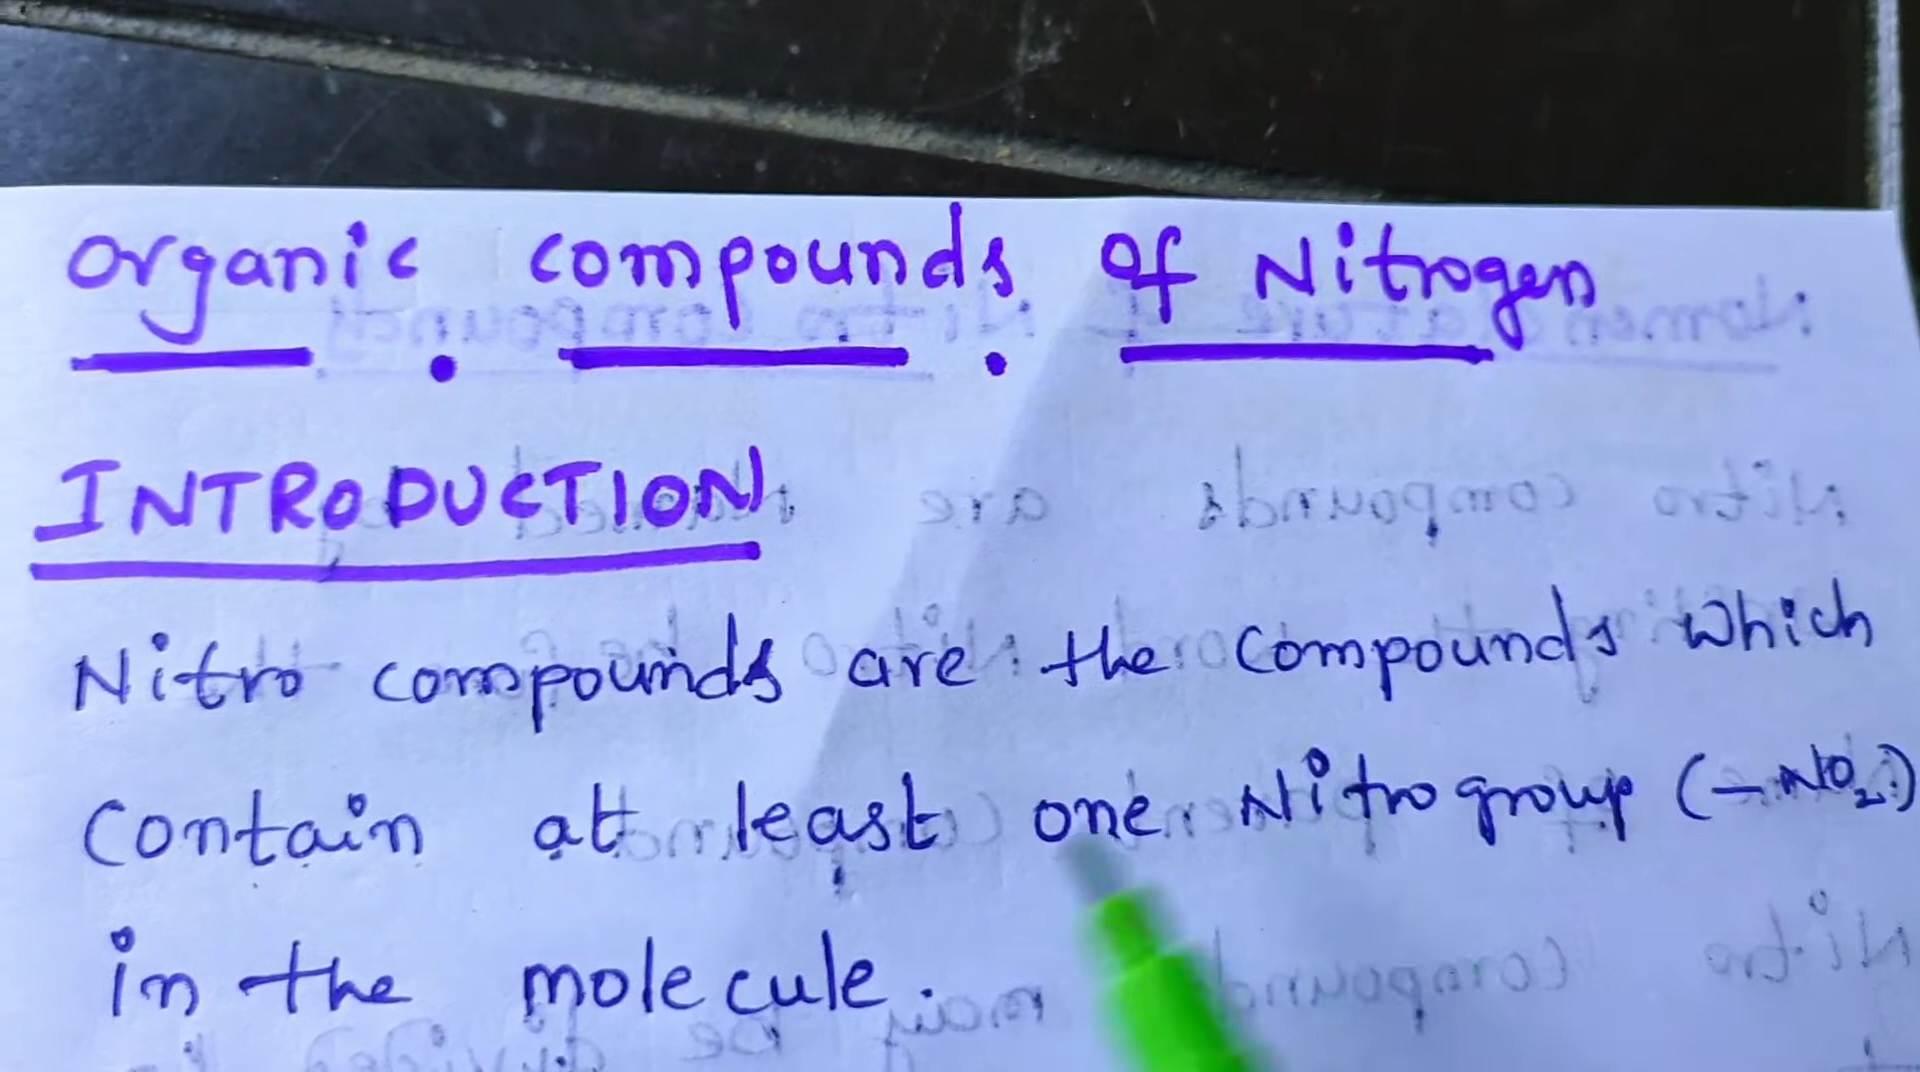 Organic compounds of Nitrogen
INTRODUCTION
Nitro compounds are the compounds which
contain at least one Nitro group (-NO₂)
in the molecule.